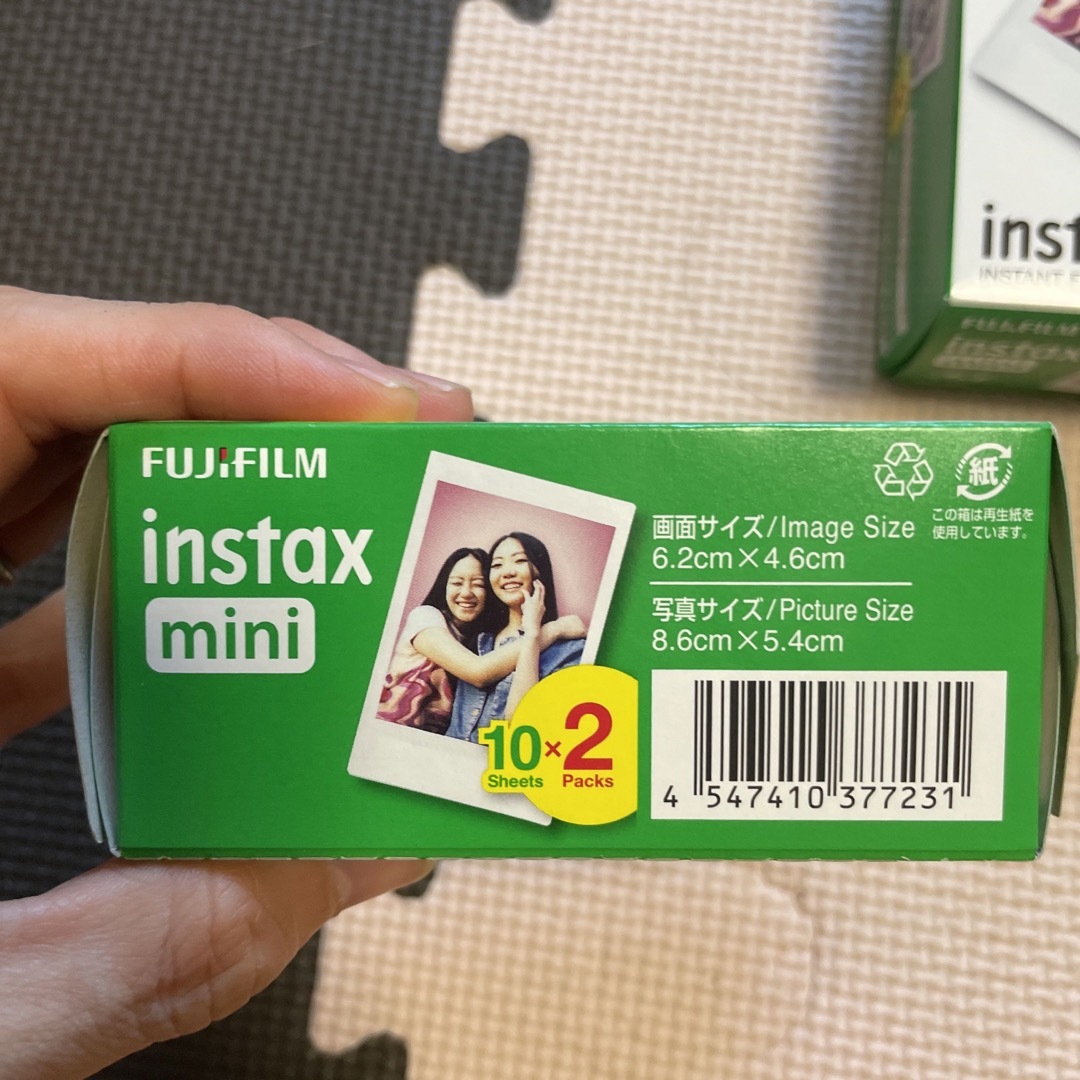 FUJIFILM
instax
mini
10×2
Sheets Packs
画面サイズ/Image Size
6.2cm×4.6cm
写真サイズ/Picture Size
8.6cm×5.4cm
紙
この箱は再生紙を
使用しています。
4 547410 377231
FUJIFILM
instax